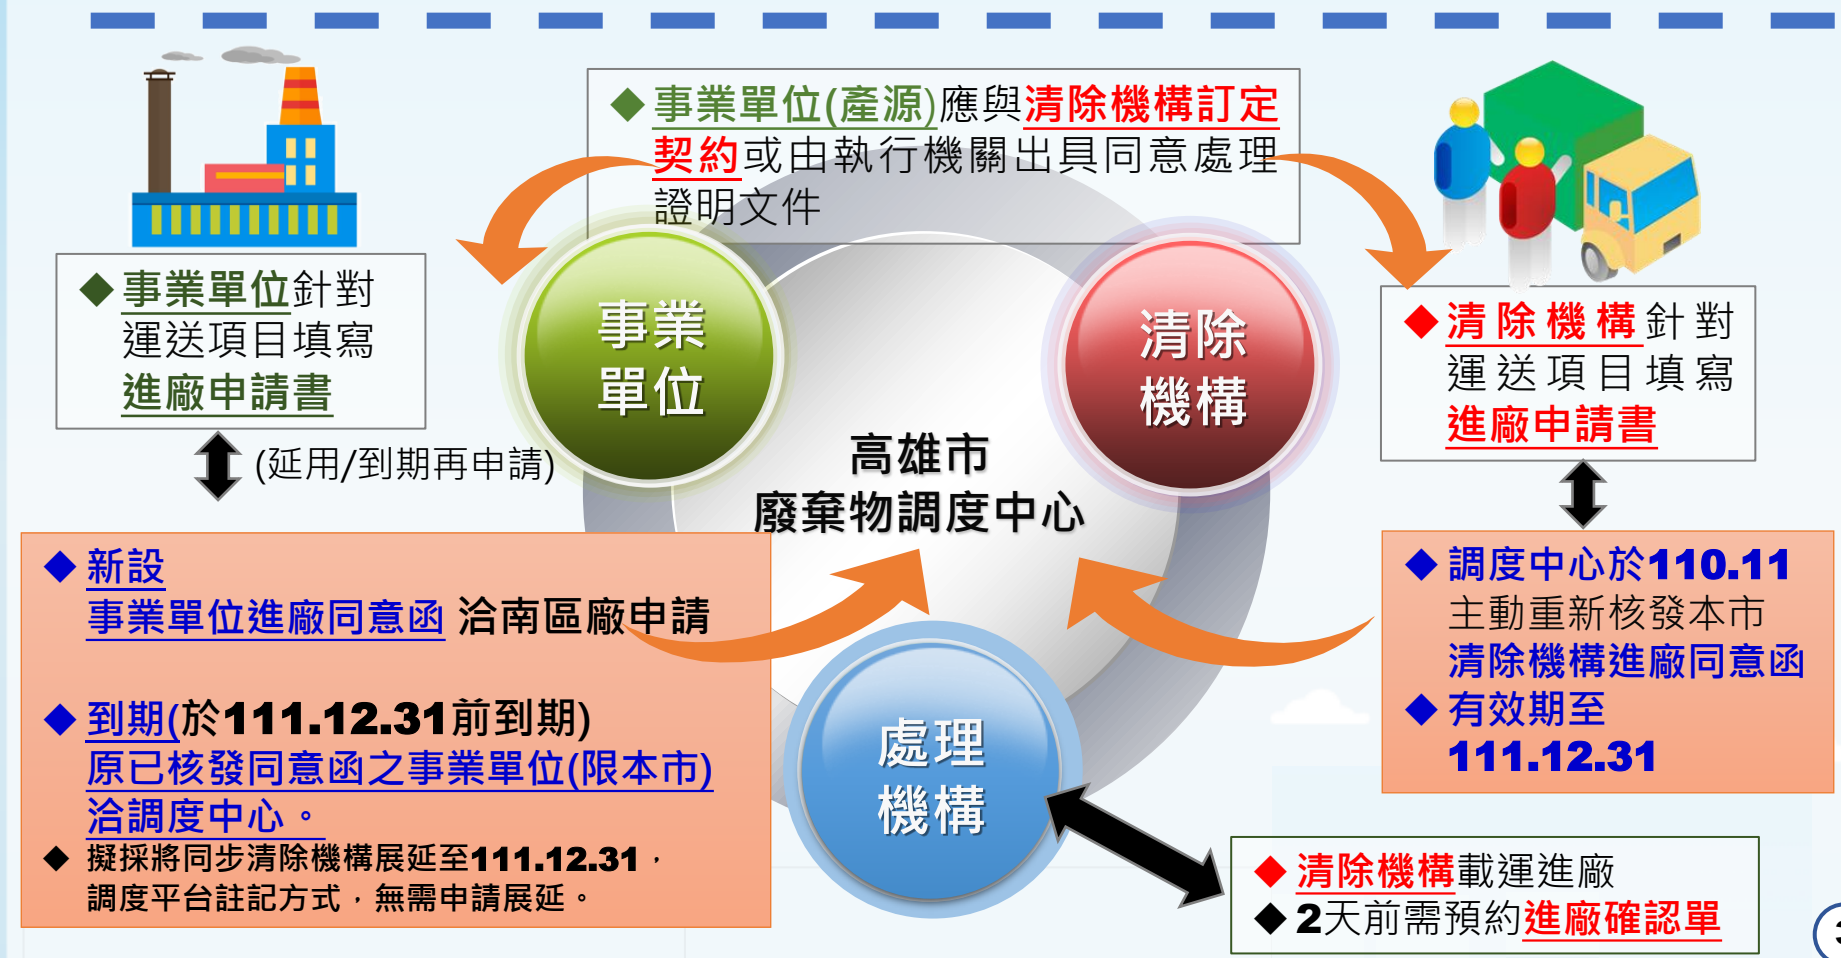 ◆事業單位(產源)應與清除機構訂定
契約或由執行機關出具同意處理
證明文件
◆事業單位針對
運送項目填寫
進廠申請書
(延用/到期再申請)
事業
單位
清除
機構
高雄市
廢棄物調度中心
處理
機構
◆清除機構針對
運送項目填寫
進廠申請書
◆新設
事業單位進廠同意函 洽南區廠申請
◆到期(於111.12.31前到期)
原已核發同意函之事業單位(限本市)
洽調度中心。
◆擬採將同步清除機構展延至111.12.31，
調度平台註記方式，無需申請展延。
◆調度中心於110.11
主動重新核發本市
清除機構進廠同意函
◆有效期至
111.12.31
◆清除機構載運進廠
◆2天前需預約進廠確認單